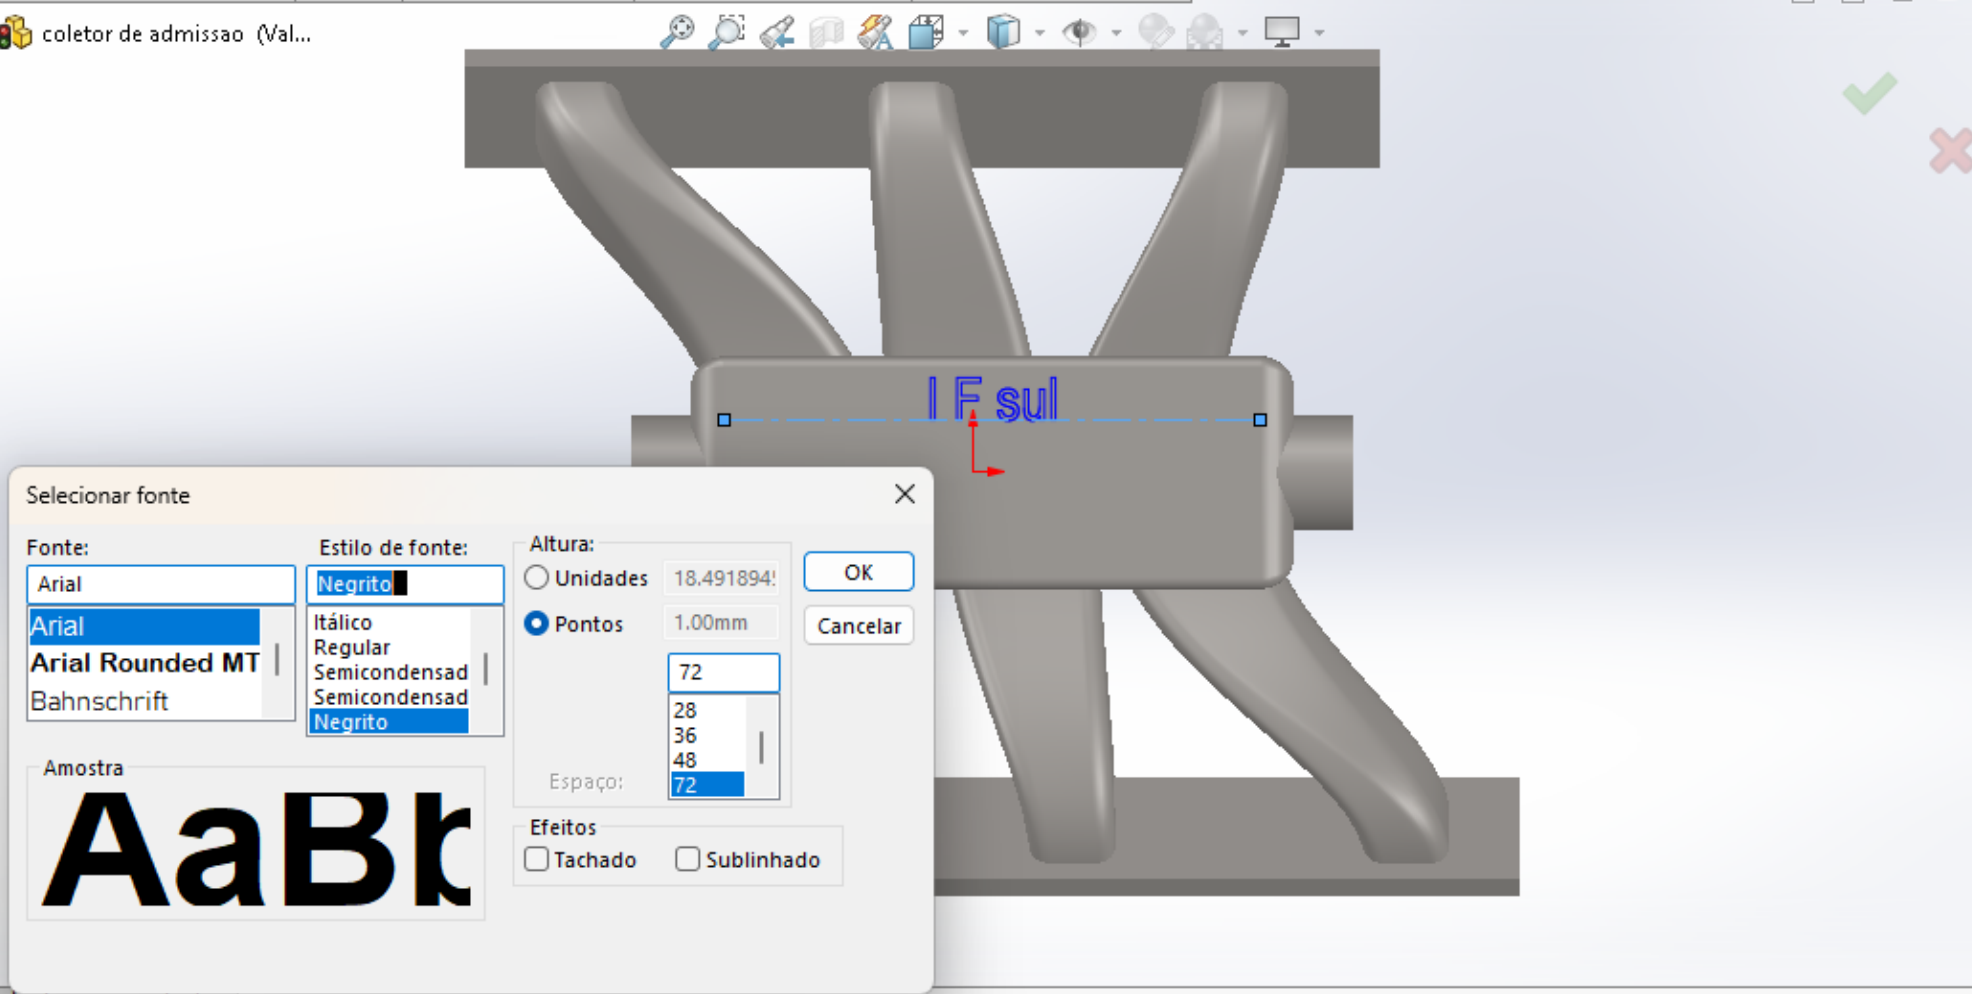 coletor de admissao (Val...
I F sul
Selecionar fonte
Fonte:
Arial
Arial
Arial Rounded MT
Bahnschrift
Estilo de fonte:
Negrito
Itálico
Regular
Semicondensad
Semicondensad
Negrito
Altura:
Unidades 18.4918945
Pontos 1.00mm
72
28
36
48
72
Espaço:
OK
Cancelar
Amostra
AaBb
Efeitos
Tachado Sublinhado